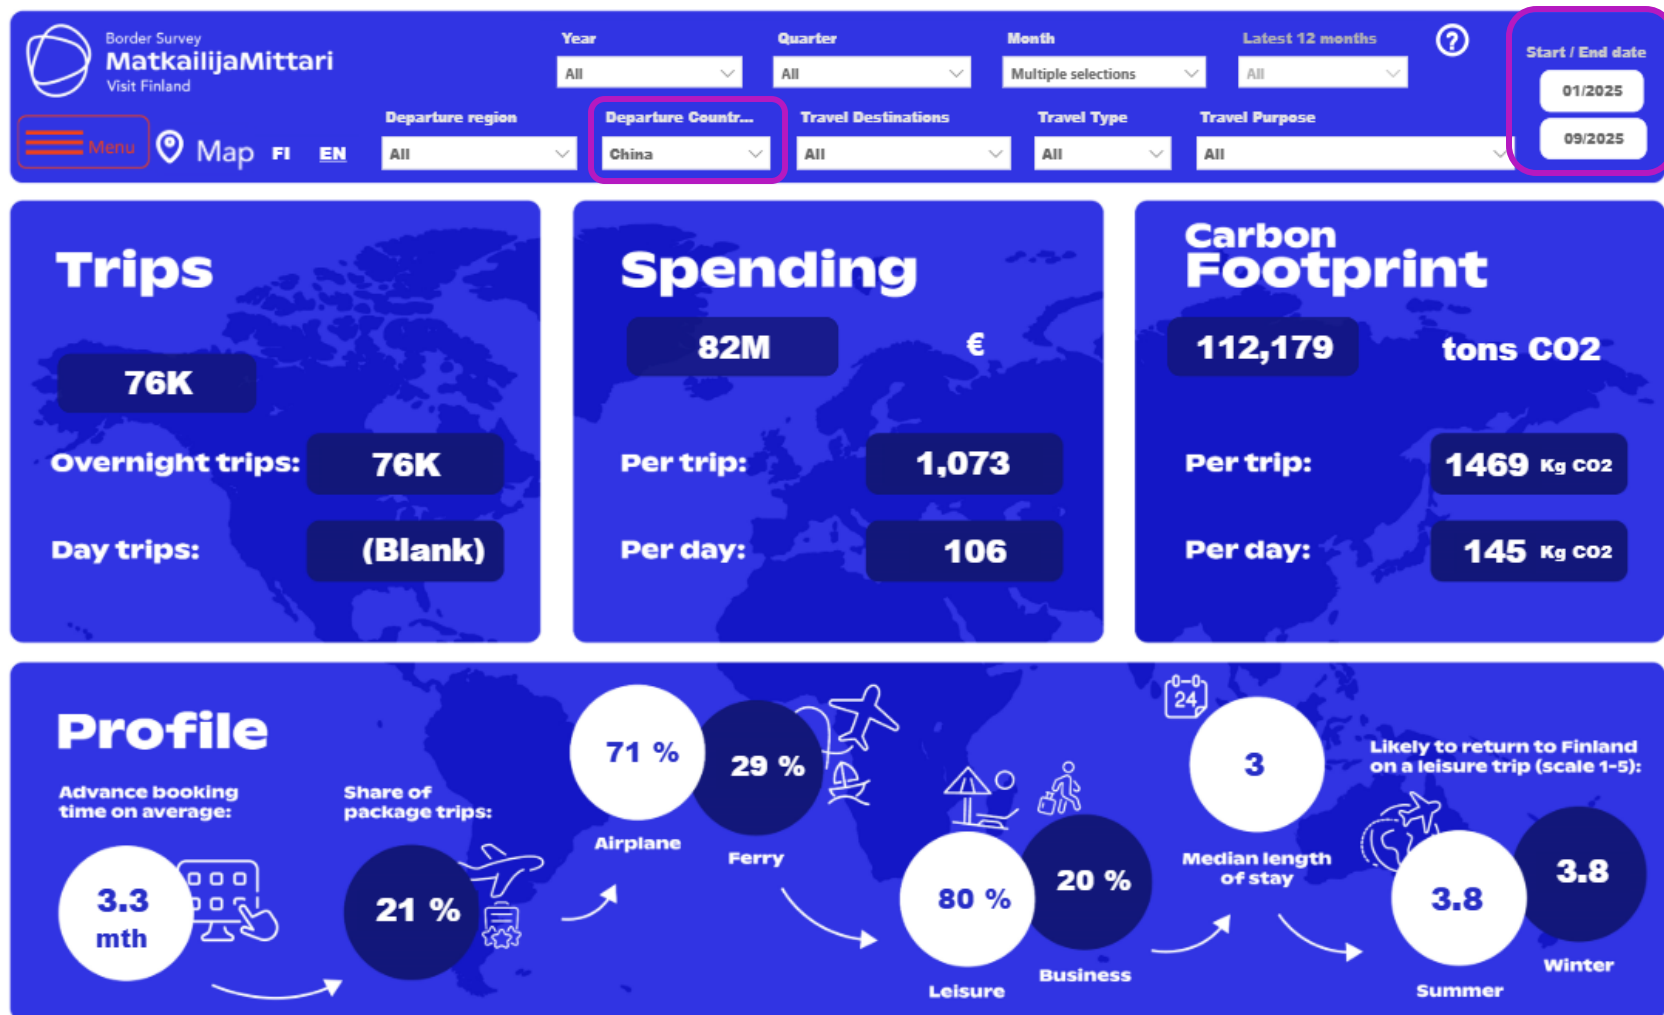 Border Survey
MatkailijaMittari
Visit Finland
Menu
Map
FI
EN
Year
All
Quarter
All
Month
Multiple selections
Latest 12 months
All
?
Start / End date
01/2025
09/2025
Departure region
All
Departure Countr...
China
Travel Destinations
All
Travel Type
All
Travel Purpose
All
Trips
76K
Overnight trips: 76K
Day trips: (Blank)
Spending
82M €
Per trip: 1,073
Per day: 106
Carbon
Footprint
112,179 tons CO2
Per trip: 1469 Kg CO2
Per day: 145 Kg CO2
Profile
Advance booking
time on average:
3.3
mth
Share of
package trips:
21 %
71 %
Airplane
29 %
Ferry
80 %
Leisure
20 %
Business
24
3
Median length
of stay
Likely to return to Finland
on a leisure trip (scale 1-5):
3.8
Summer
3.8
Winter